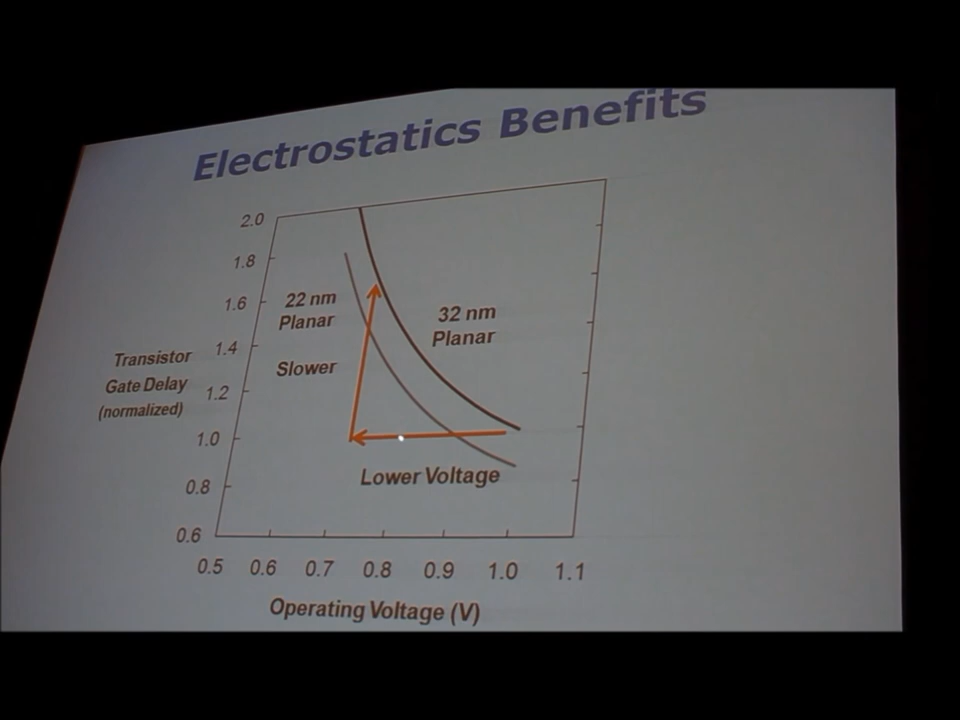 Electrostatics Benefits
2.0
1.8
1.6
1.4
1.2
1.0
0.8
0.6
Transistor
Gate Delay
(normalized)
22 nm
Planar
Slower
32 nm
Planar
Lower Voltage
0.5 0.6 0.7 0.8 0.9 1.0 1.1
Operating Voltage (V)